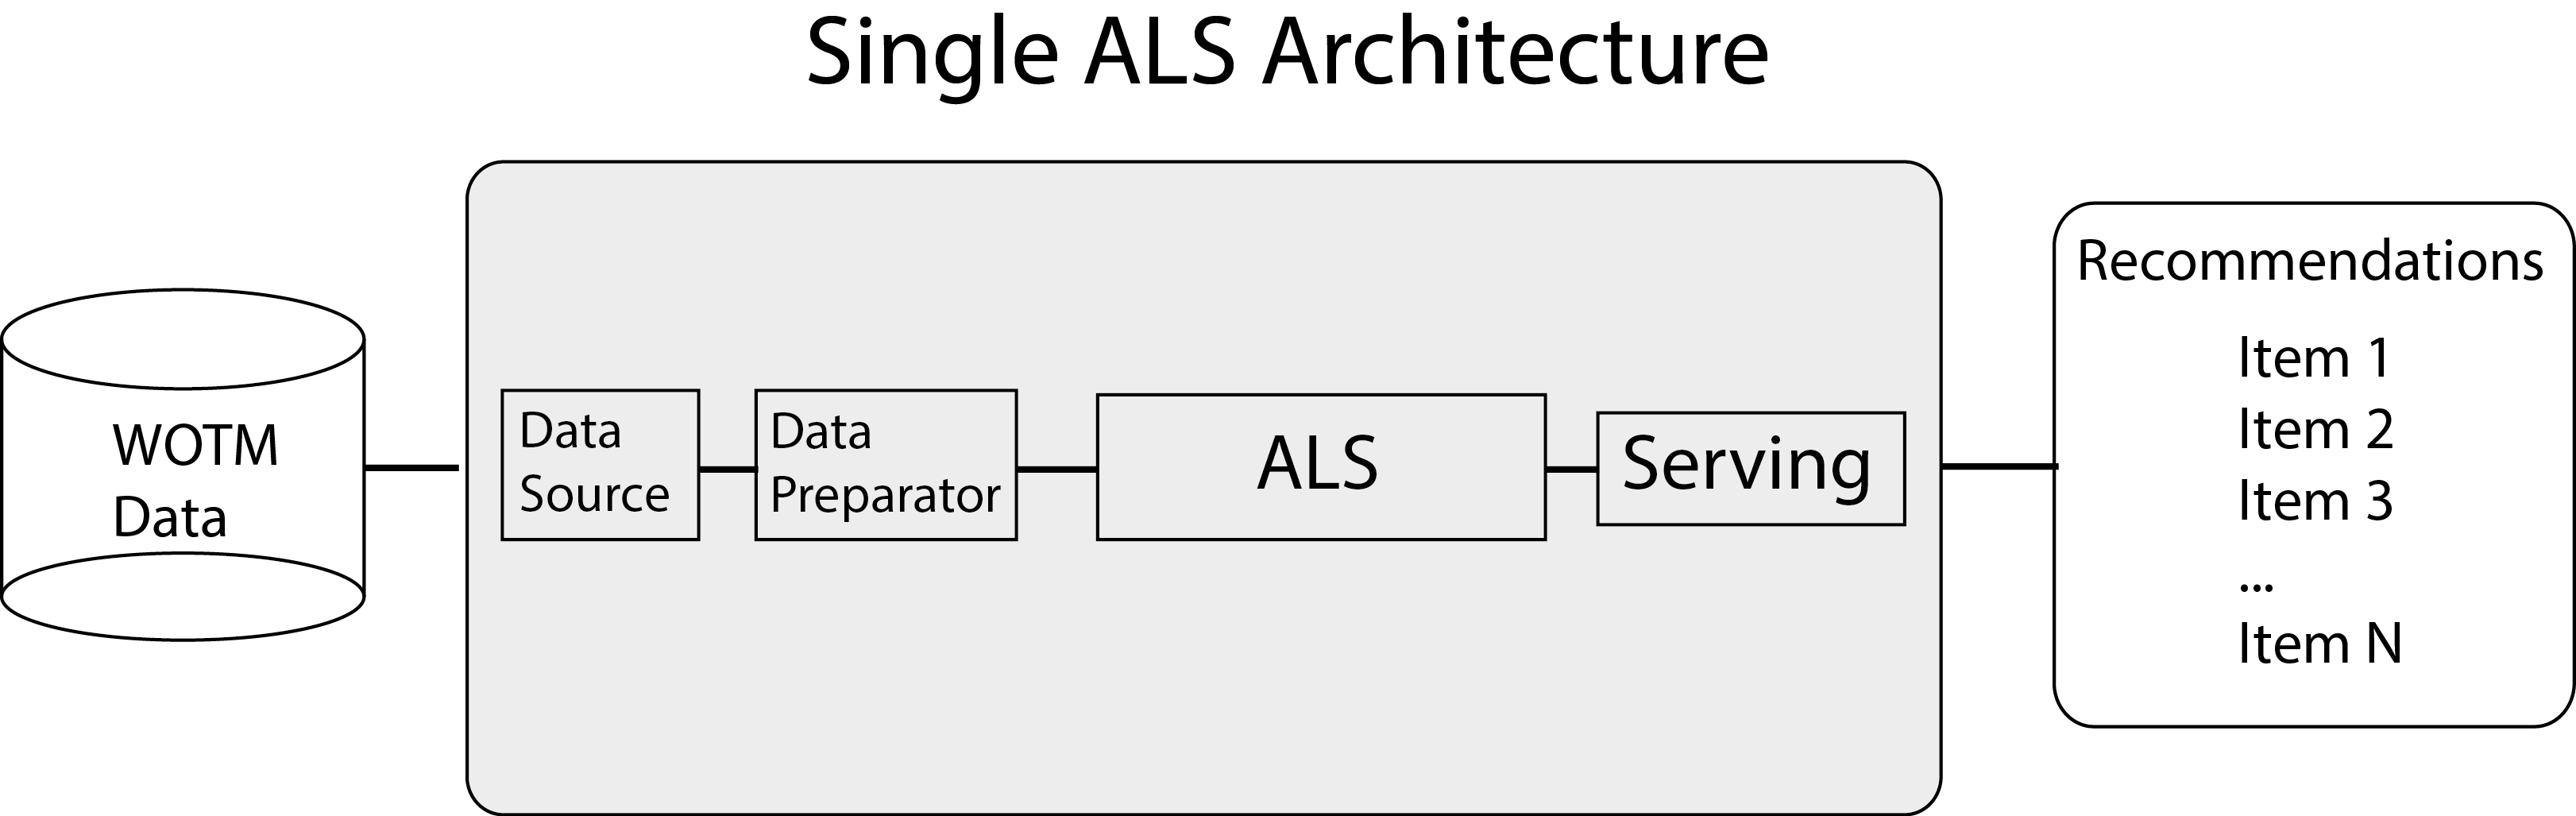 Single ALS Architecture
WOTM
Data
Data
Source
Data
Preparator
ALS
Serving
Recommendations
Item 1
Item 2
Item 3
...
Item N